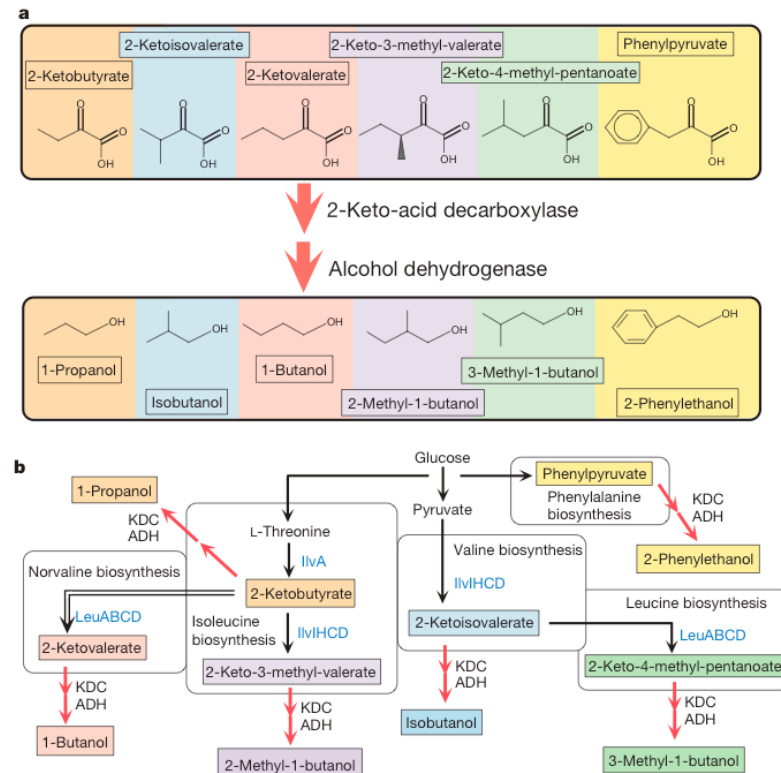 a
2-Ketoisovalerate
2-Keto-3-methyl-valerate
Phenylpyruvate
2-Ketobutyrate
2-Ketovalerate
2-Keto-4-methyl-pentanoate
O
O
OH
O
O
OH
O
O
OH
O
O
OH
O
O
OH
O
O
OH
2-Keto-acid decarboxylase
Alcohol dehydrogenase
OH
OH
OH
OH
OH
OH
1-Propanol
1-Butanol
3-Methyl-1-butanol
Isobutanol
2-Methyl-1-butanol
2-Phenylethanol
b
Glucose
1-Propanol
Phenylpyruvate
Phenylalanine
biosynthesis
KDC
ADH
KDC
ADH
L-Threonine
Pyruvate
2-Phenylethanol
IlvA
Valine biosynthesis
Norvaline biosynthesis
2-Ketobutyrate
IlvIHCD
Leucine biosynthesis
LeuABCD
Isoleucine
biosynthesis
IlvIHCD
2-Ketoisovalerate
LeuABCD
2-Ketovalerate
2-Keto-3-methyl-valerate
2-Keto-4-methyl-pentanoate
KDC
ADH
KDC
ADH
KDC
ADH
KDC
ADH
1-Butanol
2-Methyl-1-butanol
Isobutanol
3-Methyl-1-butanol